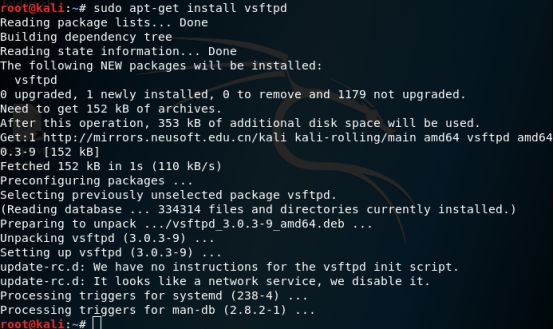 root@kali:~# sudo apt-get install vsftpd
Reading package lists... Done
Building dependency tree
Reading state information... Done
The following NEW packages will be installed:
  vsftpd
0 upgraded, 1 newly installed, 0 to remove and 1179 not upgraded.
Need to get 152 kB of archives.
After this operation, 353 kB of additional disk space will be used.
Get:1 http://mirrors.neusoft.edu.cn/kali kali-rolling/main amd64 vsftpd amd64
0.3-9 [152 kB]
Fetched 152 kB in 1s (110 kB/s)
Preconfiguring packages ...
Selecting previously unselected package vsftpd.
(Reading database ... 334314 files and directories currently installed.)
Preparing to unpack .../vsftpd_3.0.3-9_amd64.deb ...
Unpacking vsftpd (3.0.3-9) ...
Setting up vsftpd (3.0.3-9) ...
update-rc.d: We have no instructions for the vsftpd init script.
update-rc.d: It looks like a network service, we disable it.
Processing triggers for systemd (238-4) ...
Processing triggers for man-db (2.8.2-1) ...
root@kali:~#